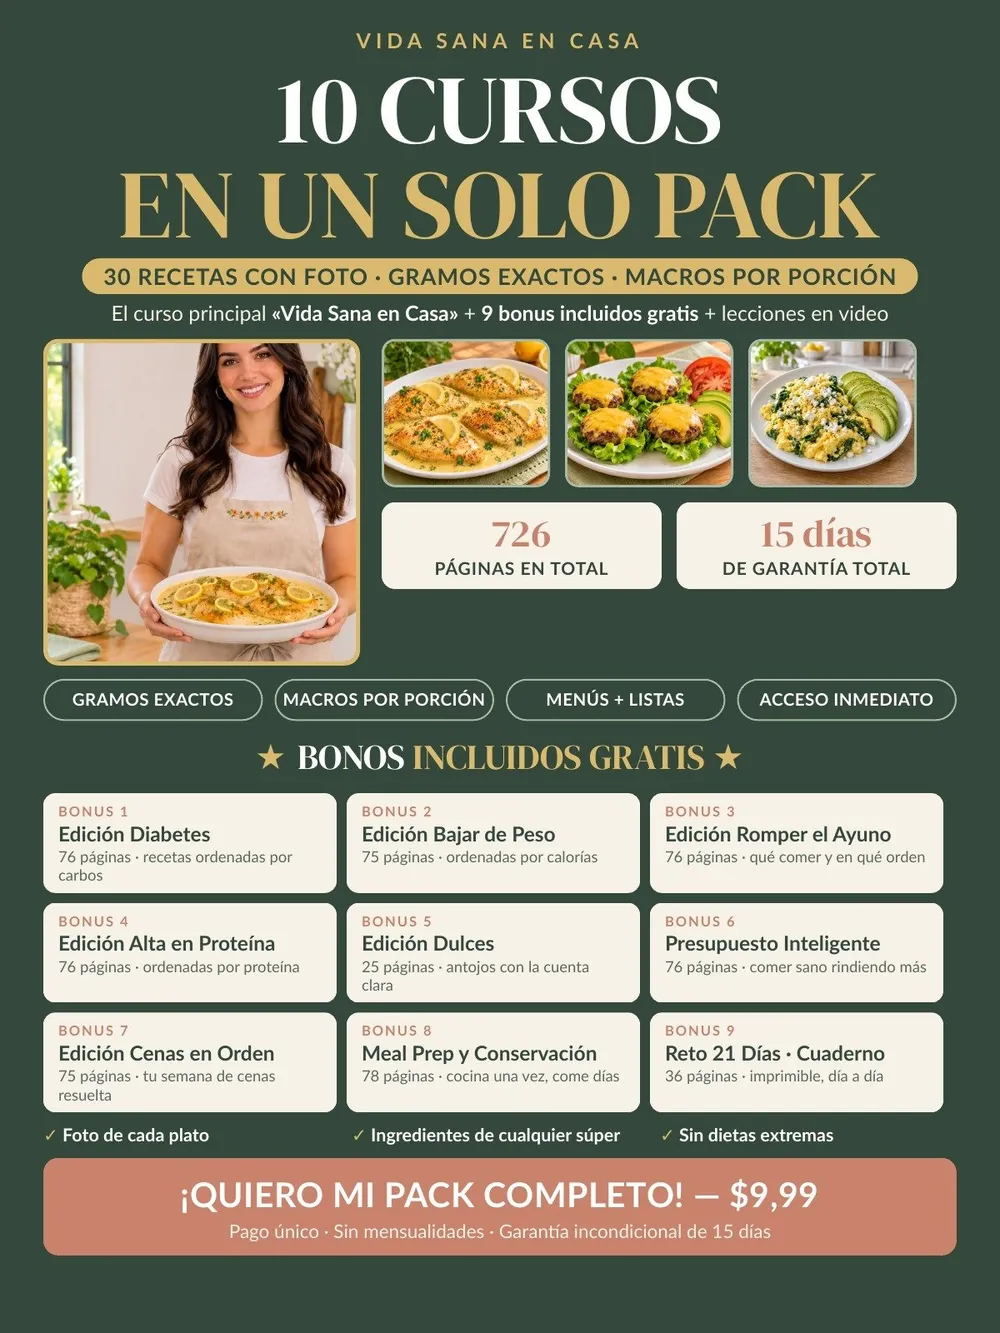 VIDA SANA EN CASA
10 CURSOS
EN UN SOLO PACK
30 RECETAS CON FOTO · GRAMOS EXACTOS · MACROS POR PORCIÓN
El curso principal «Vida Sana en Casa» + 9 bonus incluidos gratis + lecciones en video
726
PÁGINAS EN TOTAL
15 días
DE GARANTÍA TOTAL
GRAMOS EXACTOS
MACROS POR PORCIÓN
MENÚS + LISTAS
ACCESO INMEDIATO
★ BONOS INCLUIDOS GRATIS ★
BONUS 1
Edición Diabetes
76 páginas · recetas ordenadas por
carbos
BONUS 2
Edición Bajar de Peso
75 páginas · ordenadas por calorías
BONUS 3
Edición Romper el Ayuno
76 páginas · qué comer y en qué orden
BONUS 4
Edición Alta en Proteína
76 páginas · ordenadas por proteína
BONUS 5
Edición Dulces
25 páginas · antojos con la cuenta
clara
BONUS 6
Presupuesto Inteligente
76 páginas · comer sano rindiendo más
BONUS 7
Edición Cenas en Orden
75 páginas · tu semana de cenas
resuelta
BONUS 8
Meal Prep y Conservación
78 páginas · cocina una vez, come días
BONUS 9
Reto 21 Días · Cuaderno
36 páginas · imprimible, día a día
✓ Foto de cada plato
✓ Ingredientes de cualquier súper
✓ Sin dietas extremas
¡QUIERO MI PACK COMPLETO! — $9,99
Pago único · Sin mensualidades · Garantía incondicional de 15 días